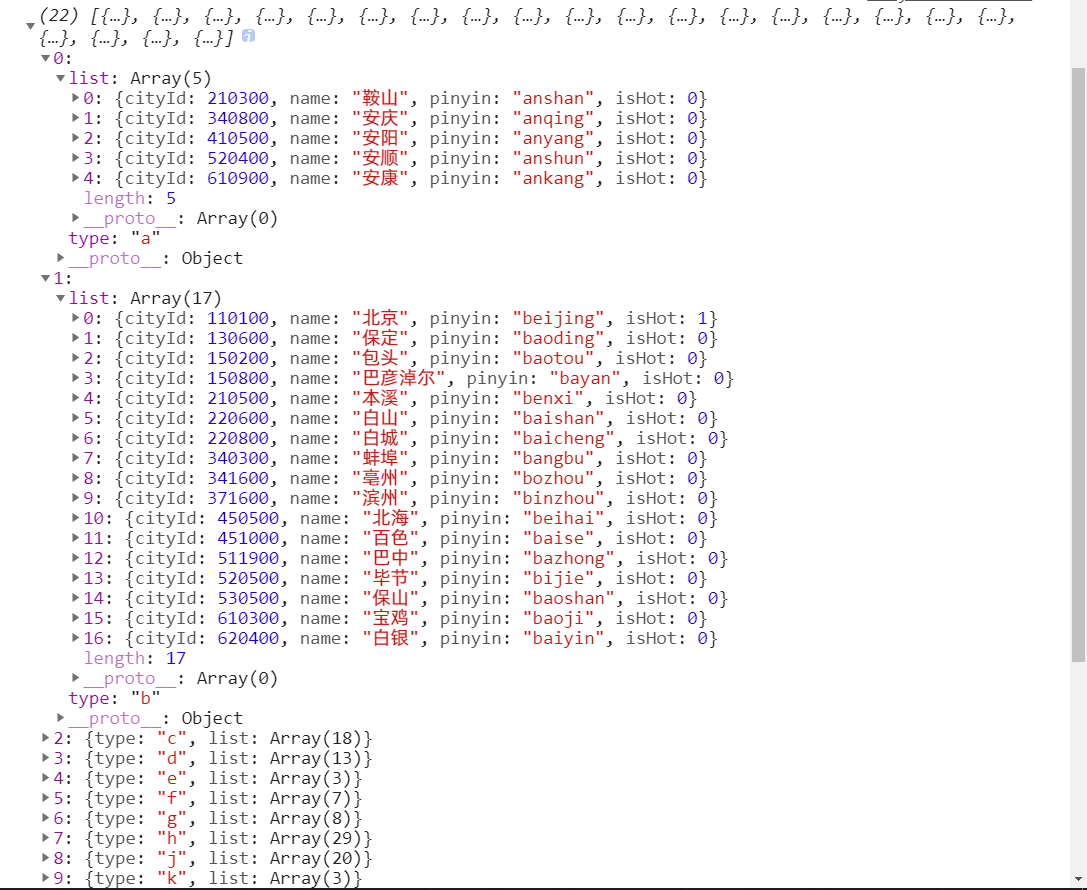 (22) [{…}, {…}, {…}, {…}, {…}, {…}, {…}, {…}, {…}, {…}, {…}, {…}, {…}, {…}, {…}, {…}, {…}, {…},
{…}, {…}, {…}, {…}]
0:
list: Array(5)
0: {cityId: 210300, name: "鞍山", pinyin: "anshan", isHot: 0}
1: {cityId: 340800, name: "安庆", pinyin: "anqing", isHot: 0}
2: {cityId: 410500, name: "安阳", pinyin: "anyang", isHot: 0}
3: {cityId: 520400, name: "安顺", pinyin: "anshun", isHot: 0}
4: {cityId: 610900, name: "安康", pinyin: "ankang", isHot: 0}
length: 5
__proto__: Array(0)
type: "a"
__proto__: Object
1:
list: Array(17)
0: {cityId: 110100, name: "北京", pinyin: "beijing", isHot: 1}
1: {cityId: 130600, name: "保定", pinyin: "baoding", isHot: 0}
2: {cityId: 150200, name: "包头", pinyin: "baotou", isHot: 0}
3: {cityId: 150800, name: "巴彦淖尔", pinyin: "bayan", isHot: 0}
4: {cityId: 210500, name: "本溪", pinyin: "benxi", isHot: 0}
5: {cityId: 220600, name: "白山", pinyin: "baishan", isHot: 0}
6: {cityId: 220800, name: "白城", pinyin: "baicheng", isHot: 0}
7: {cityId: 340300, name: "蚌埠", pinyin: "bangbu", isHot: 0}
8: {cityId: 341600, name: "亳州", pinyin: "bozhou", isHot: 0}
9: {cityId: 371600, name: "滨州", pinyin: "binzhou", isHot: 0}
10: {cityId: 450500, name: "北海", pinyin: "beihai", isHot: 0}
11: {cityId: 451000, name: "百色", pinyin: "baise", isHot: 0}
12: {cityId: 511900, name: "巴中", pinyin: "bazhong", isHot: 0}
13: {cityId: 520500, name: "毕节", pinyin: "bijie", isHot: 0}
14: {cityId: 530500, name: "保山", pinyin: "baoshan", isHot: 0}
15: {cityId: 610300, name: "宝鸡", pinyin: "baoji", isHot: 0}
16: {cityId: 620400, name: "白银", pinyin: "baiyin", isHot: 0}
length: 17
__proto__: Array(0)
type: "b"
__proto__: Object
2: {type: "c", list: Array(18)}
3: {type: "d", list: Array(13)}
4: {type: "e", list: Array(3)}
5: {type: "f", list: Array(7)}
6: {type: "g", list: Array(8)}
7: {type: "h", list: Array(29)}
8: {type: "j", list: Array(20)}
9: {type: "k", list: Array(3)}